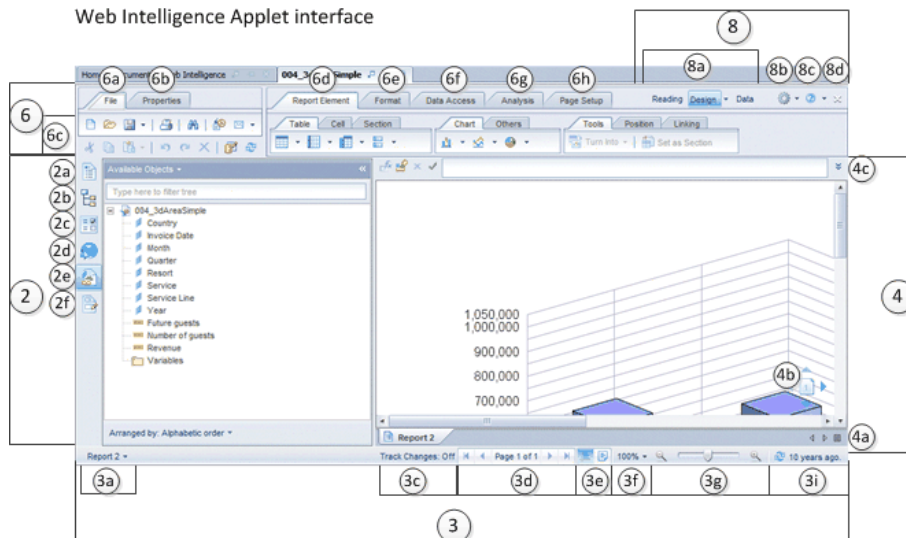 Web Intelligence Applet interface
8
8a
8b 8c 8d
6a 6b 6d 6e 6f 6g 6h
004_3 Simple
File Properties
Report Element Format Data Access Analysis Page Setup
Reading Design Data
6
6c
Table Cell Section
Chart Others
Tools Position Linking
Turn Into Set as Section
2a
Available Objects
4c
Type here to filter tree
2b
004_3dAreaSimple
2c
Country
Invoice Date
Month
2d
Quarter
2e
Resort
Service
2
2f
Service Line
Year
4
Future guests
Number of guests
Revenue
Variables
1,050,000
1,000,000
900,000
800,000
700,000
4b
Arranged by: Alphabetic order
Report 2
4a
Report 2
Track Changes: Off
Page 1 of 1
100%
10 years ago.
3a 3c 3d 3e 3f 3g 3i
3